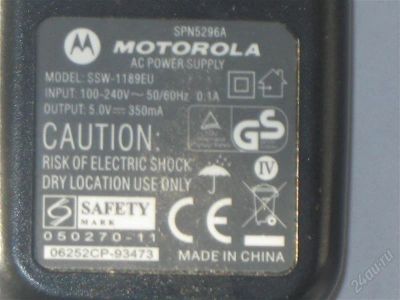 SPN5296A
MOTOROLA
AC POWER SUPPLY
MODEL: SSW-1189EU
INPUT: 100-240V~ 50/60Hz 0.1A
OUTPUT: 5.0V⎓350mA
GS
CAUTION:
RISK OF ELECTRIC SHOCK
DRY LOCATION USE ONLY
IV
S SAFETY
MARK
050270-11
CE
06252CP-93473
MADE IN CHINA
24au.ru